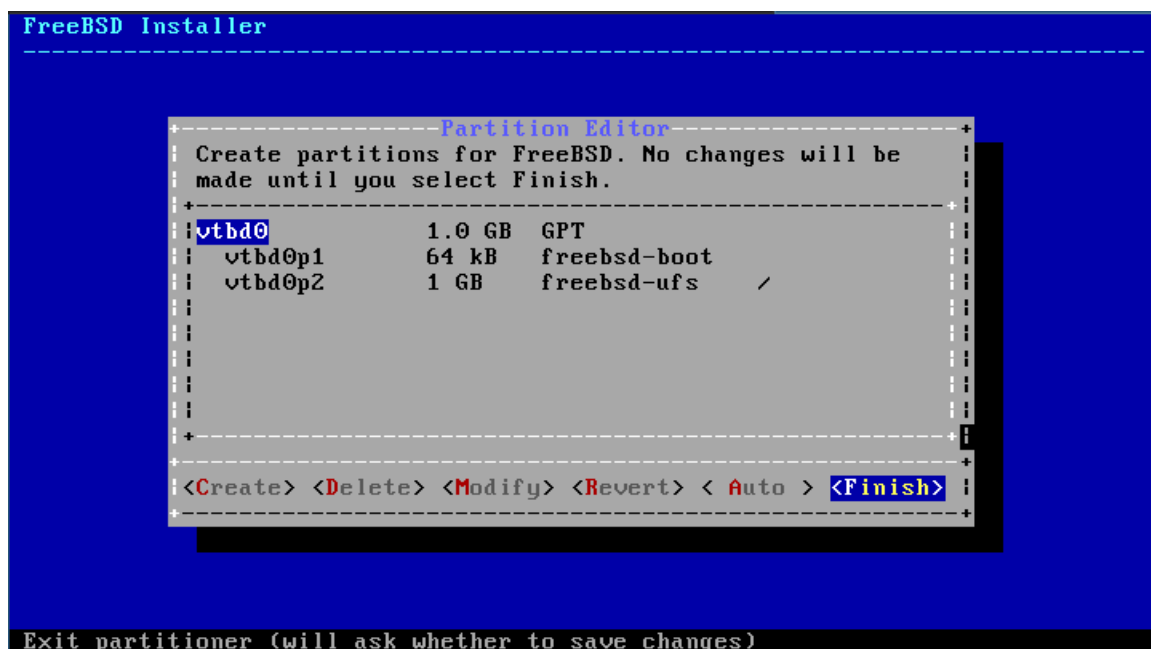 FreeBSD Installer
Partition Editor
Create partitions for FreeBSD. No changes will be
made until you select Finish.
vtbd0 1.0 GB GPT
vtbd0p1 64 kB freebsd-boot
vtbd0p2 1 GB freebsd-ufs /
<Create> <Delete> <Modify> <Revert> < Auto > <Finish>
Exit partitioner (will ask whether to save changes)